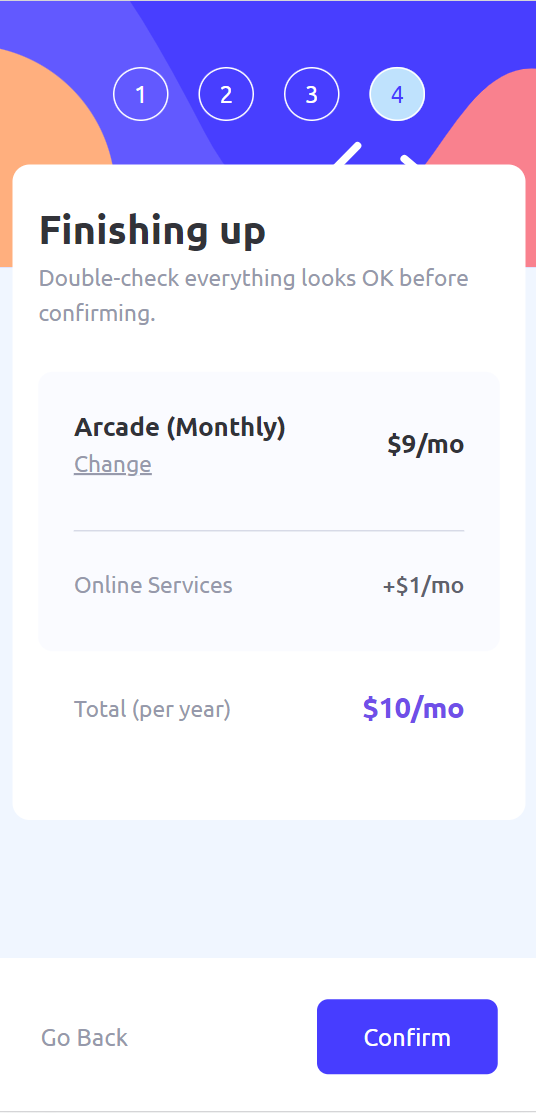 1 2 3 4
Finishing up
Double-check everything looks OK before
confirming.
Arcade (Monthly)
$9/mo
Change
Online Services +$1/mo
Total (per year) $10/mo
Go Back Confirm